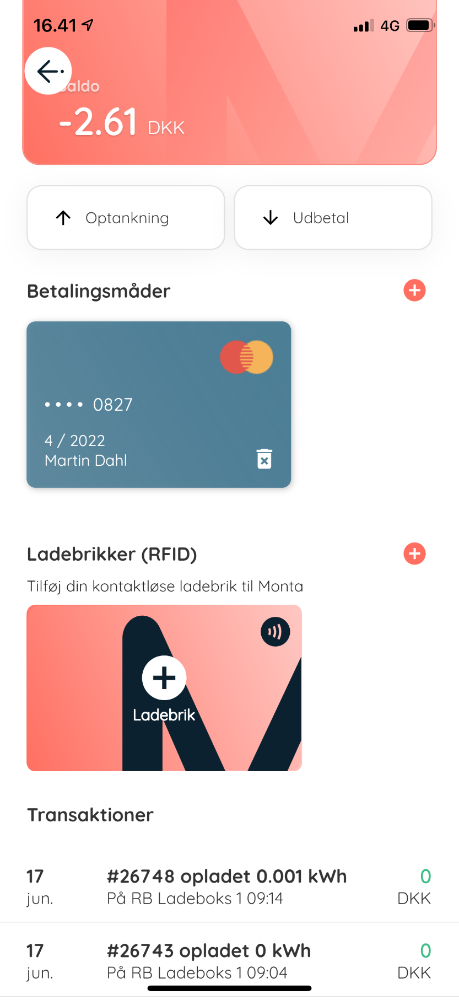 16.41
4G
Saldo
-2.61 DKK
Optankning
Udbetal
Betalingsmåder
•••• 0827
4 / 2022
Martin Dahl
Ladebrikker (RFID)
Tilføj din kontaktløse ladebrik til Monta
Ladebrik
Transaktioner
17 #26748 opladet 0.001 kWh 0
jun. På RB Ladeboks 1 09:14 DKK
17 #26743 opladet 0 kWh 0
jun. På RB Ladeboks 1 09:04 DKK